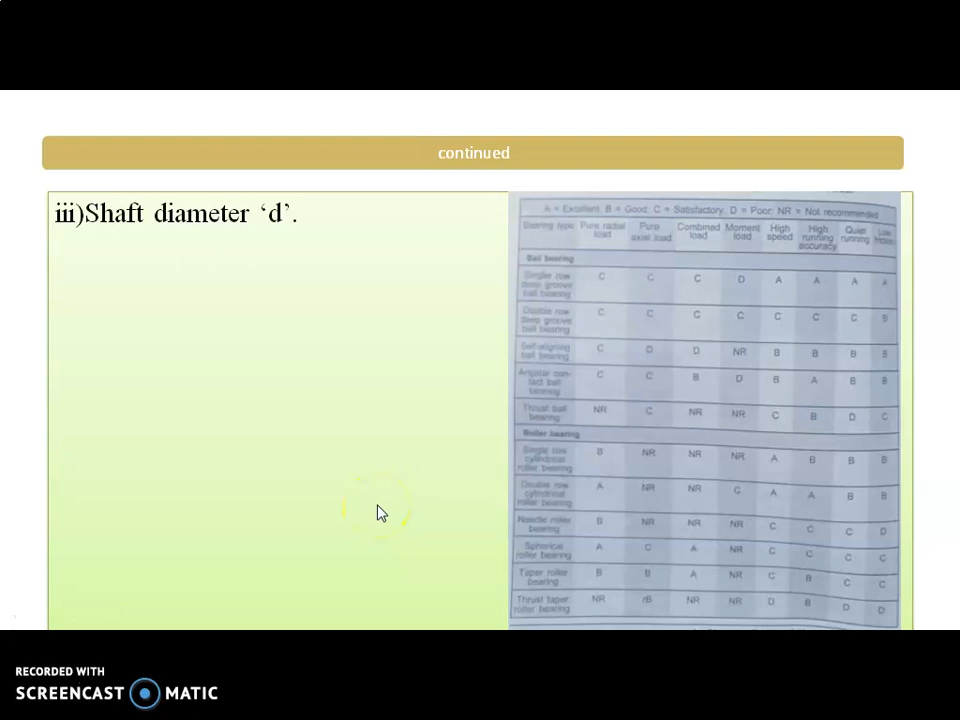 continued
iii)Shaft diameter ‘d’.
A = Excellent; B = Good; C = Satisfactory; D = Poor; NR = Not recommended
Bearing type Pure radial load Pure axial load Combined load Moment load High speed High running accuracy Quiet running Low friction
Ball bearing
Single row deep groove ball bearing C C C D A A A A
Double row deep groove ball bearing C C C C C C C B
Self-aligning ball bearing C D D NR B B B B
Angular con-tact ball bearing C C B D B A B B
Thrust ball bearing NR C NR NR C B D C
Roller bearing
Single row cylindrical roller bearing B NR NR NR A B B B
Double row cylindrical roller bearing A NR NR C A A B B
Needle roller bearing B NR NR NR C C C D
Spherical roller bearing A C A NR C C C C
Taper roller bearing B B A NR C B C C
Thrust taper roller bearing NR rB NR NR D B D D
RECORDED WITH
SCREENCAST MATIC